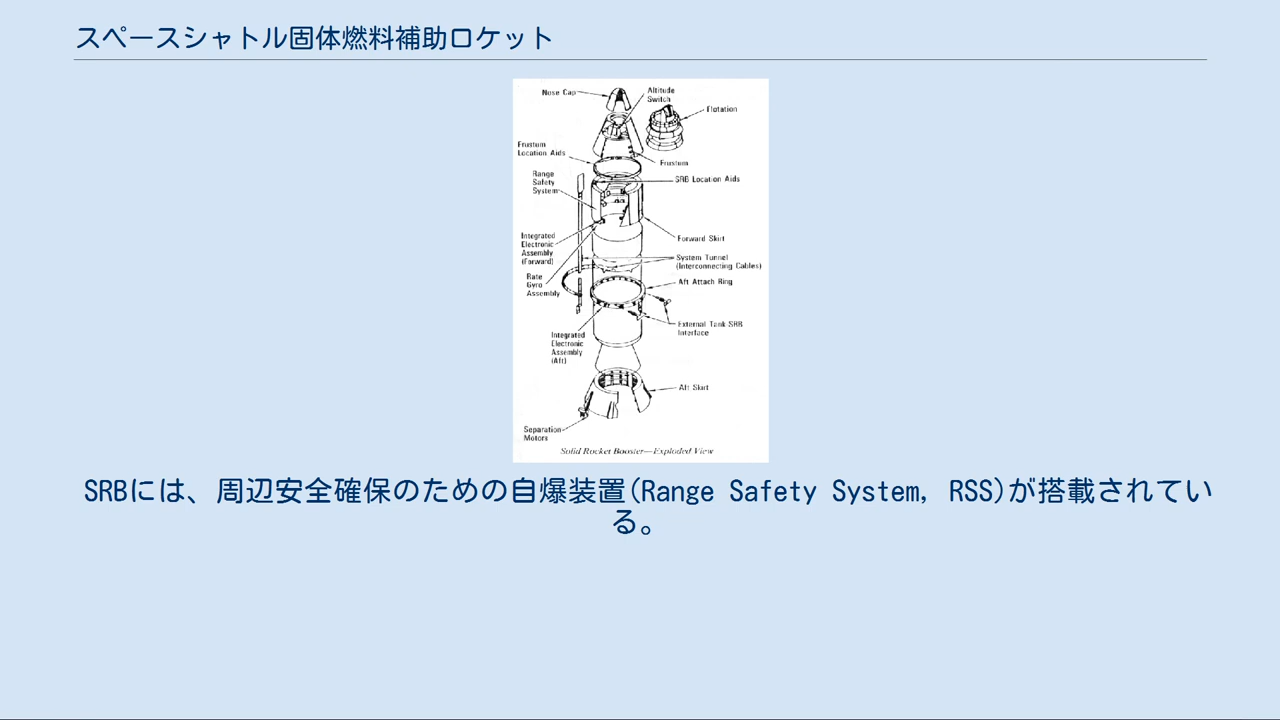 スペースシャトル固体燃料補助ロケット
Nose Cap
Altitude
Switch
Flotation
Frustum
Location Aids
Frustum
Range
Safety
System
SRB Location Aids
Integrated
Electronic
Assembly
(Forward)
Forward Skirt
System Tunnel
(Interconnecting Cables)
Rate
Gyro
Assembly
Aft Attach Ring
External Tank SRB
Interface
Integrated
Electronic
Assembly
(Aft)
Aft Skirt
Separation
Motors
Solid Rocket Booster—Exploded View
SRBには、周辺安全確保のための自爆装置(Range Safety System, RSS)が搭載されてい
る。